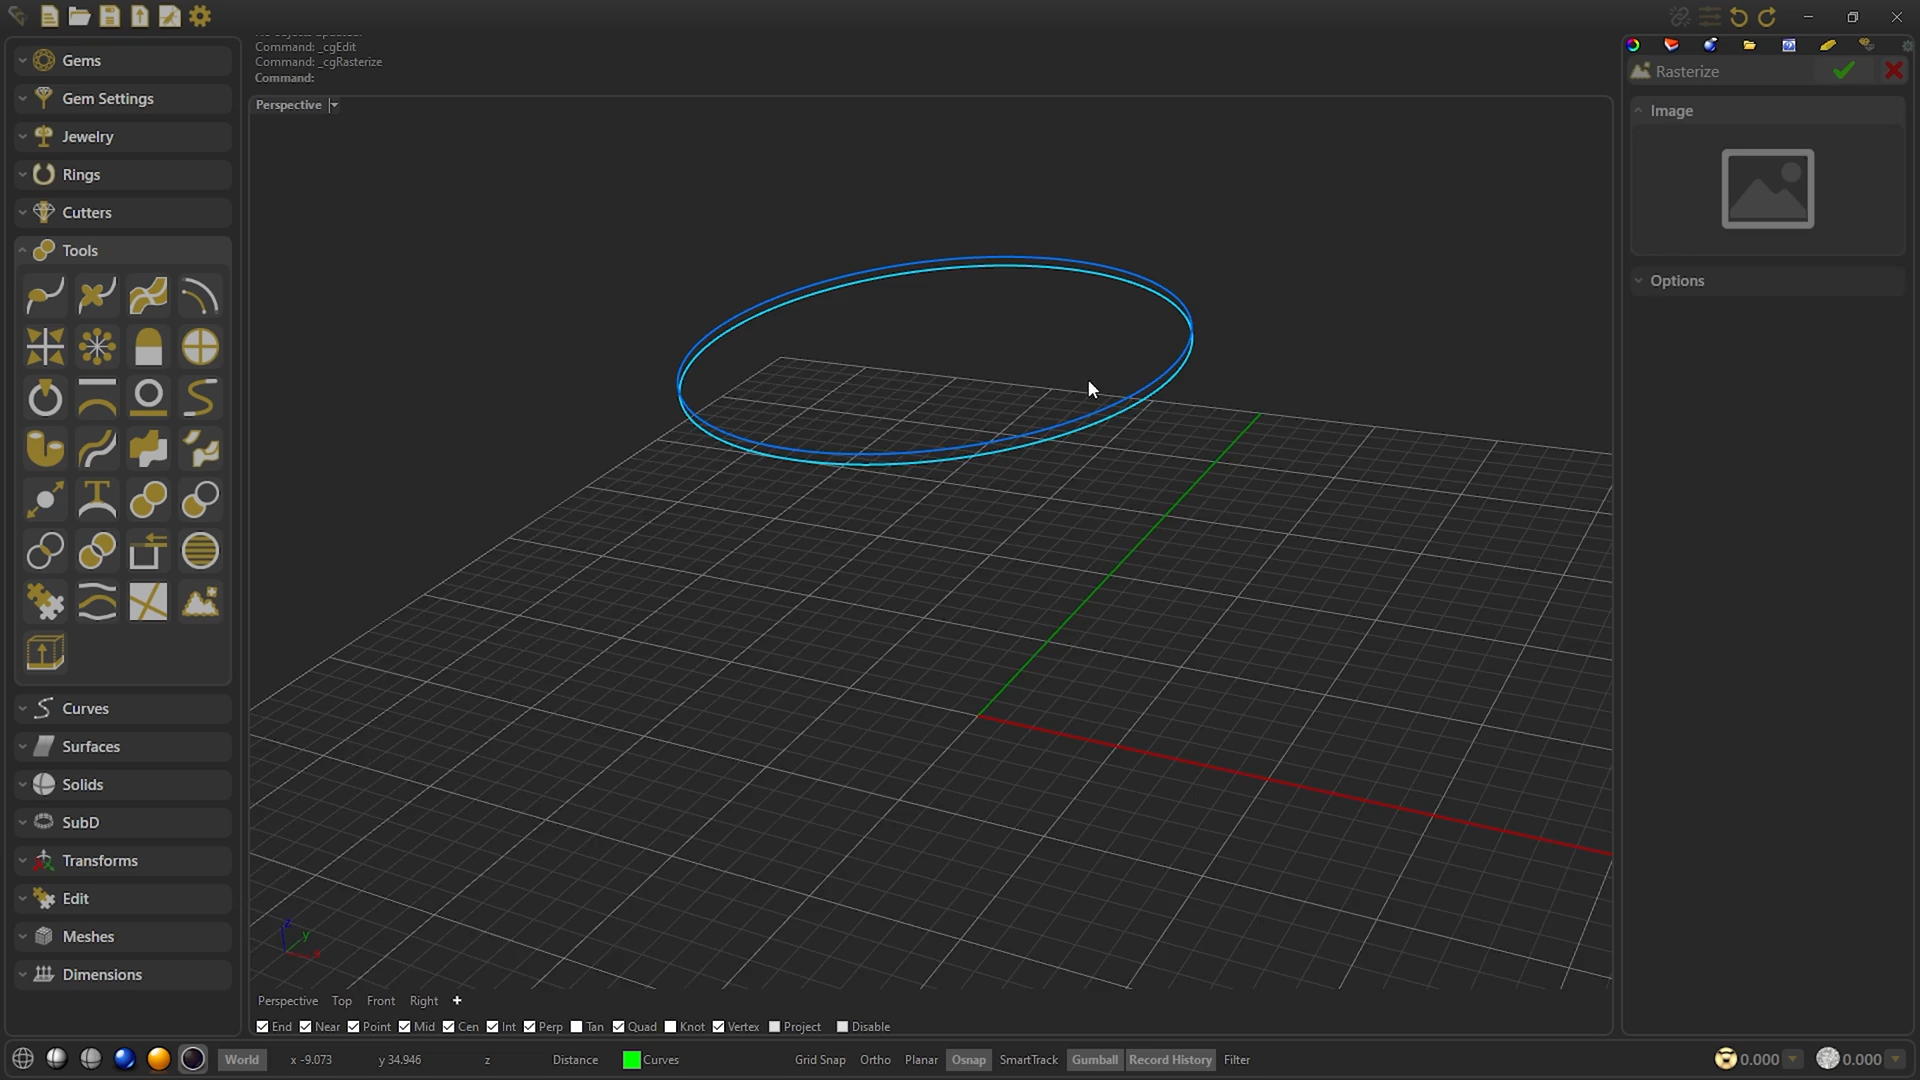 Command: _cgEdit
Command: _cgRasterize
Command:
Gems
Gem Settings
Jewelry
Rings
Cutters
Tools
Curves
Surfaces
Solids
SubD
Transforms
Edit
Meshes
Dimensions
Perspective
z
y
x
Perspective Top Front Right
End Near Point Mid Cen Int Perp Tan Quad Knot Vertex Project Disable
World x -9.073 y 34.946 z Distance Curves Grid Snap Ortho Planar Osnap SmartTrack Gumball Record History Filter 0.000 0.000
Rasterize
Image
Options